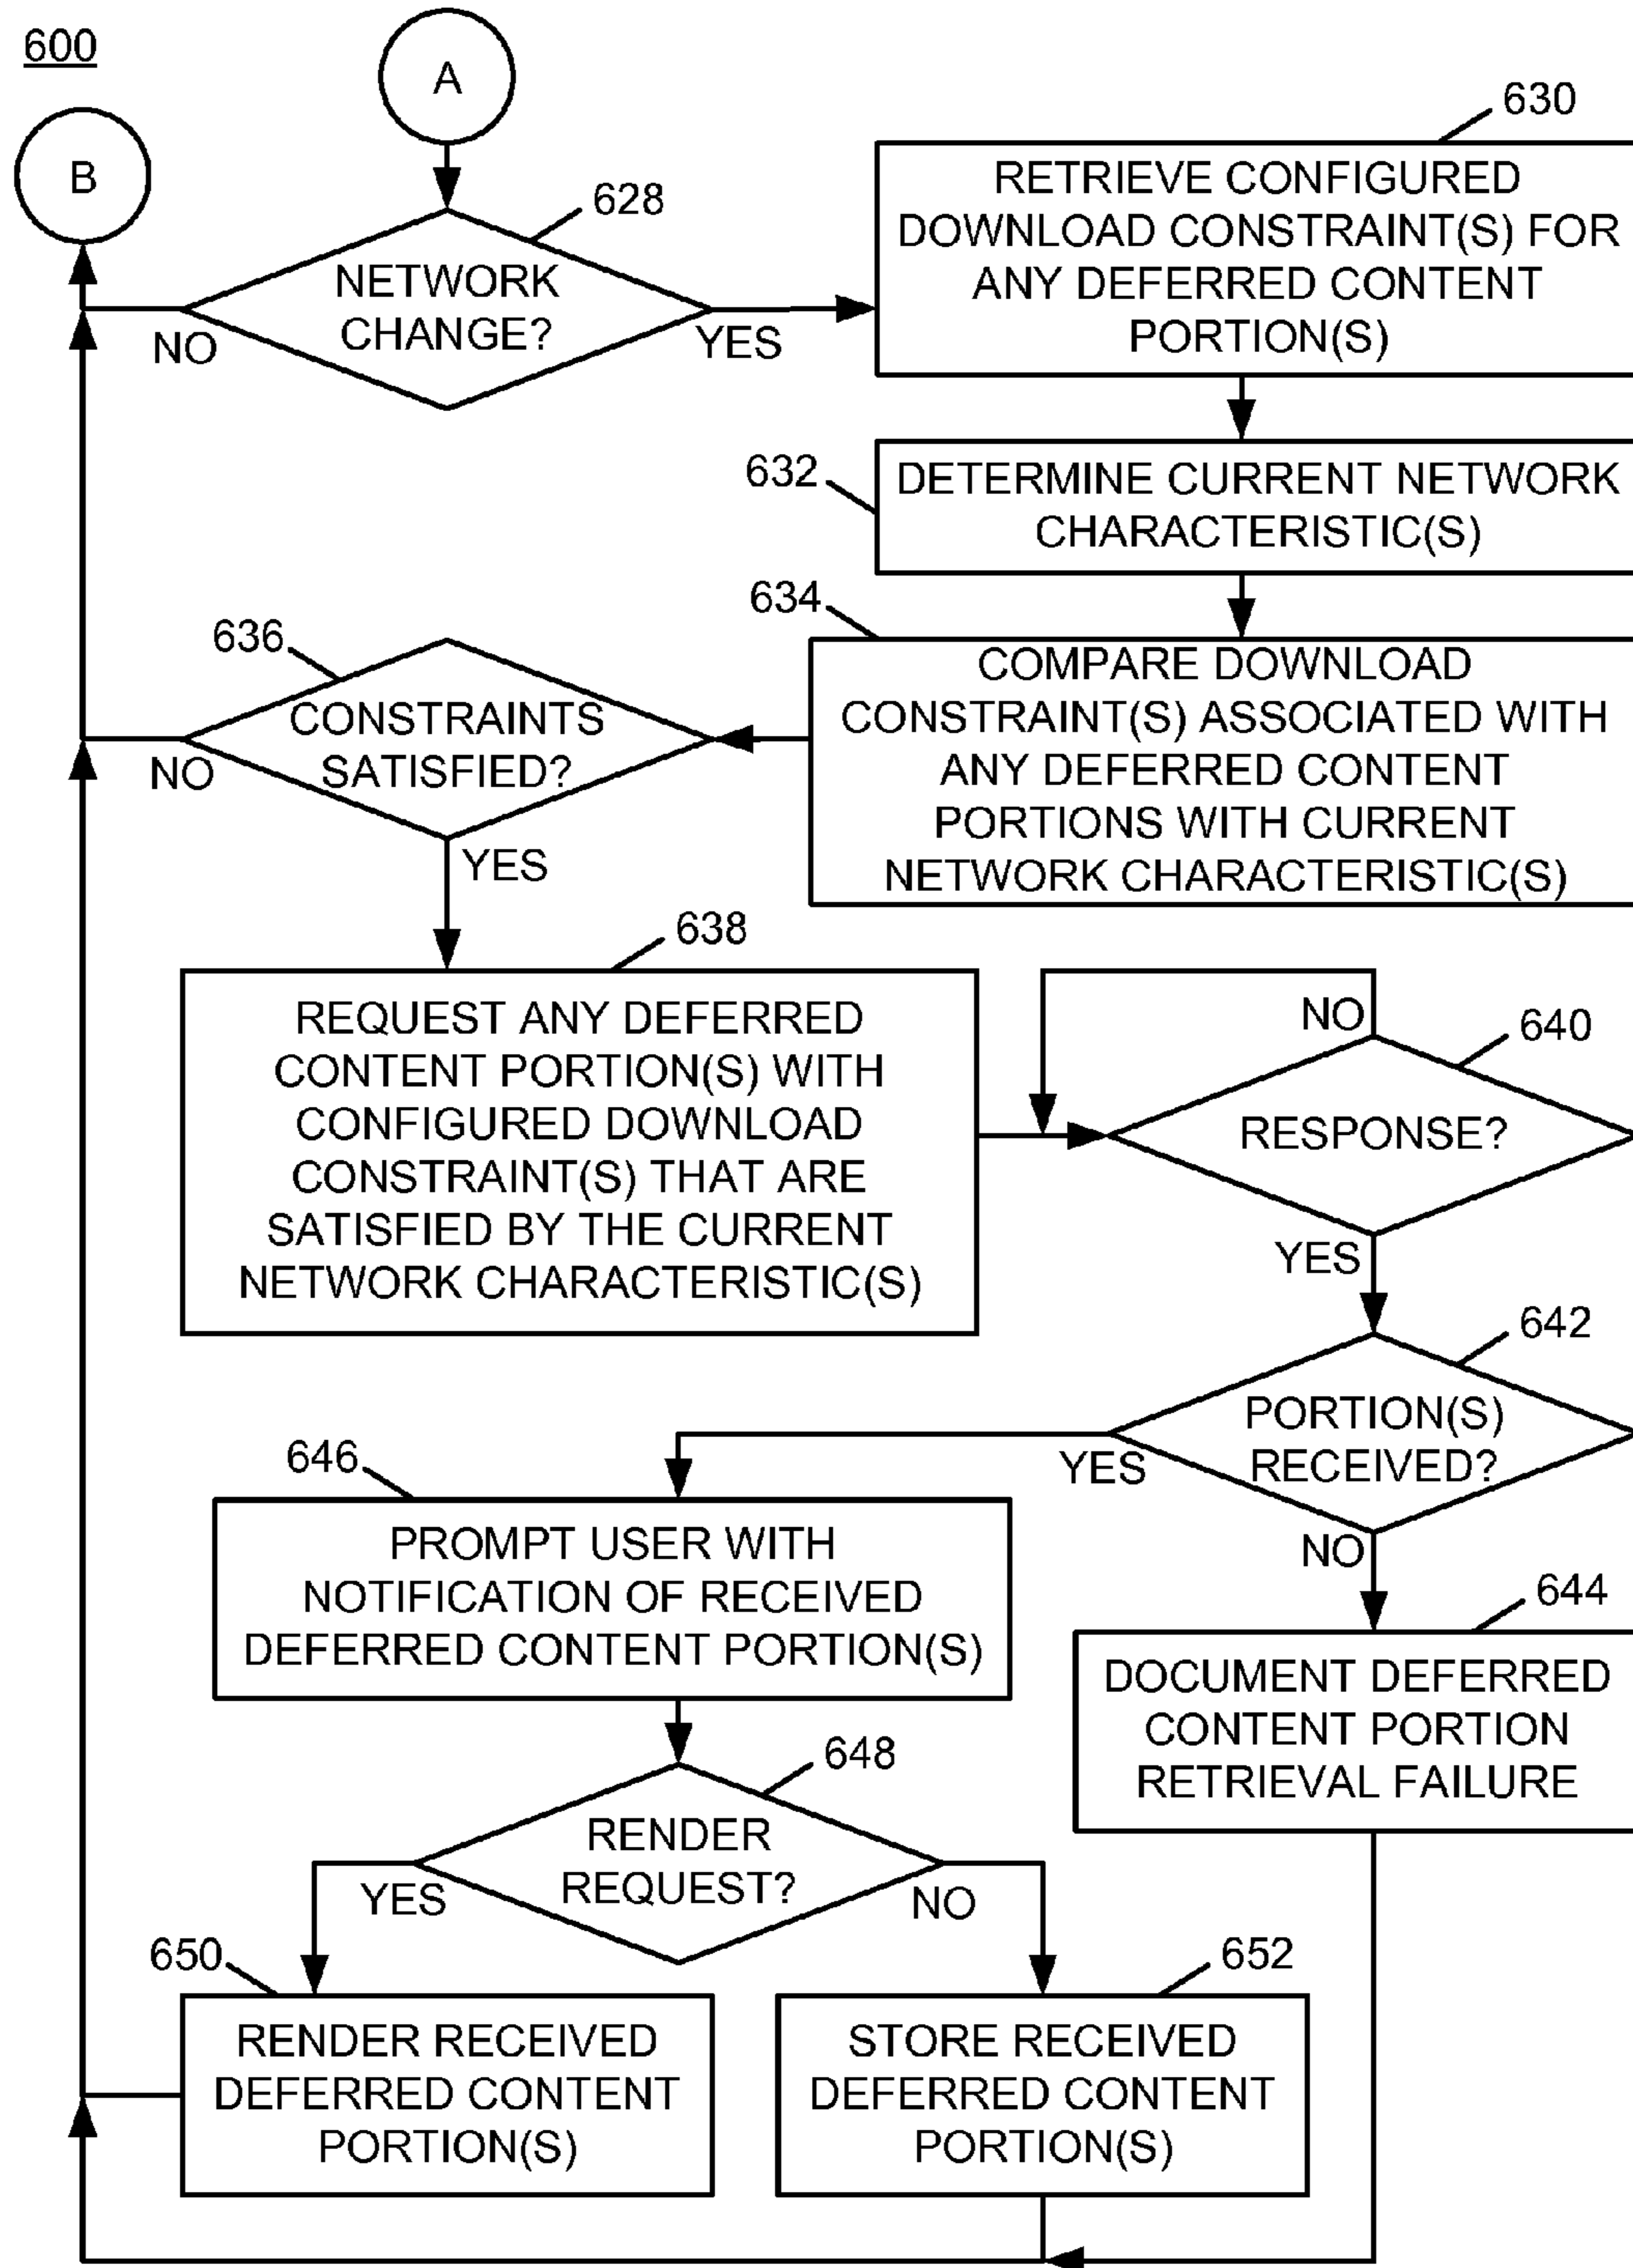 600
A
B
628
NETWORK
CHANGE?
NO
YES
630
RETRIEVE CONFIGURED
DOWNLOAD CONSTRAINT(S) FOR
ANY DEFERRED CONTENT
PORTION(S)
632
DETERMINE CURRENT NETWORK
CHARACTERISTIC(S)
634
COMPARE DOWNLOAD
CONSTRAINT(S) ASSOCIATED WITH
ANY DEFERRED CONTENT
PORTIONS WITH CURRENT
NETWORK CHARACTERISTIC(S)
636
CONSTRAINTS
SATISFIED?
NO
YES
638
REQUEST ANY DEFERRED
CONTENT PORTION(S) WITH
CONFIGURED DOWNLOAD
CONSTRAINT(S) THAT ARE
SATISFIED BY THE CURRENT
NETWORK CHARACTERISTIC(S)
NO
640
RESPONSE?
YES
642
PORTION(S)
RECEIVED?
YES
NO
644
DOCUMENT DEFERRED
CONTENT PORTION
RETRIEVAL FAILURE
646
PROMPT USER WITH
NOTIFICATION OF RECEIVED
DEFERRED CONTENT PORTION(S)
648
RENDER
REQUEST?
YES
NO
650
RENDER RECEIVED
DEFERRED CONTENT
PORTION(S)
652
STORE RECEIVED
DEFERRED CONTENT
PORTION(S)